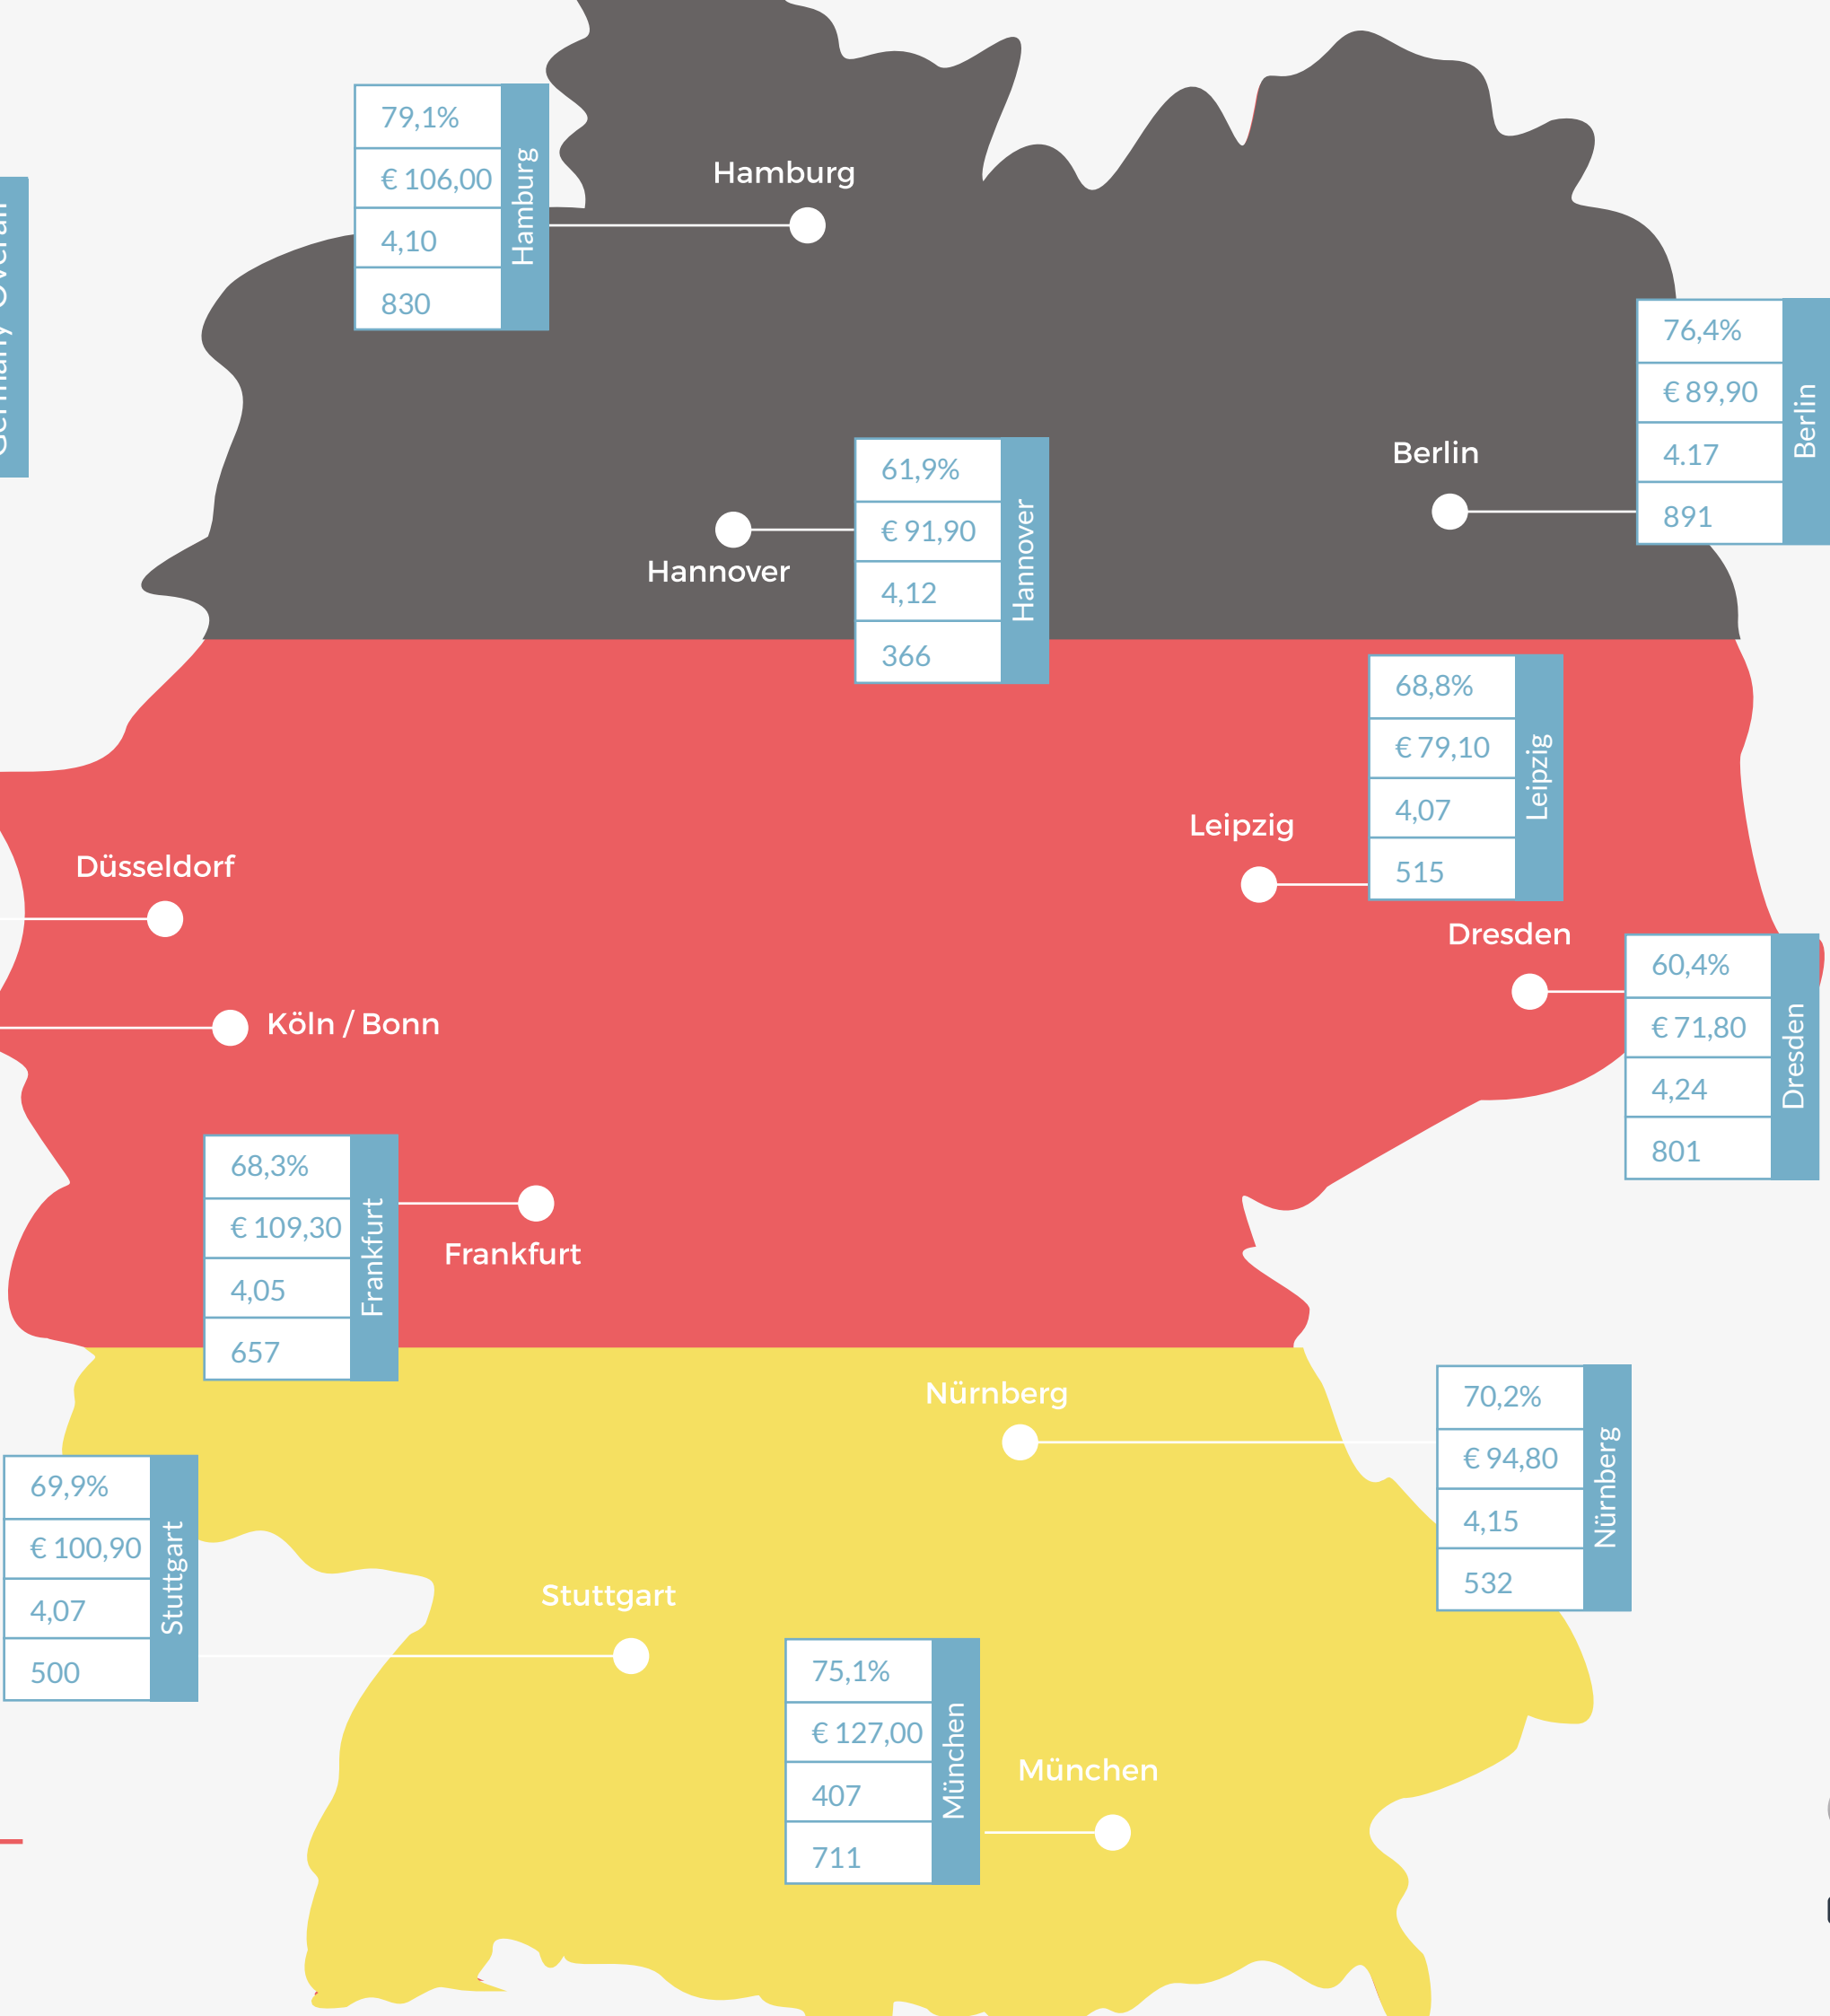 79,1%
€ 106,00
4,10
830
Hamburg
Hamburg
76,4%
€ 89,90
4.17
891
Berlin
Berlin
61,9%
€ 91,90
4,12
366
Hannover
Hannover
68,8%
€ 79,10
4,07
515
Leipzig
Leipzig
Düsseldorf
Dresden
60,4%
€ 71,80
4,24
801
Dresden
Köln / Bonn
68,3%
€ 109,30
4,05
657
Frankfurt
Frankfurt
Nürnberg
70,2%
€ 94,80
4,15
532
Nürnberg
69,9%
€ 100,90
4,07
500
Stuttgart
Stuttgart
75,1%
€ 127,00
407
711
München
München